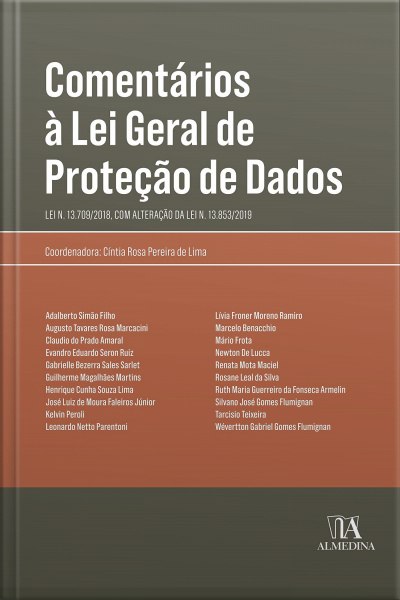 Comentários
à Lei Geral de
Proteção de Dados
LEI N. 13.709/2018, COM ALTERAÇÃO DA LEI N. 13.853/2019
Coordenadora: Cíntia Rosa Pereira de Lima
Adalberto Simão Filho
Augusto Tavares Rosa Marcacini
Claudio do Prado Amaral
Evandro Eduardo Seron Ruiz
Gabrielle Bezerra Sales Sarlet
Guilherme Magalhães Martins
Henrique Cunha Souza Lima
José Luiz de Moura Faleiros Júnior
Kelvin Peroli
Leonardo Netto Parentoni
Lívia Froner Moreno Ramiro
Marcelo Benacchio
Mário Frota
Newton De Lucca
Renata Mota Maciel
Rosane Leal da Silva
Ruth Maria Guerreiro da Fonseca Armelin
Silvano José Gomes Flumignan
Tarcisio Teixeira
Wévertton Gabriel Gomes Flumignan
ALMEDINA